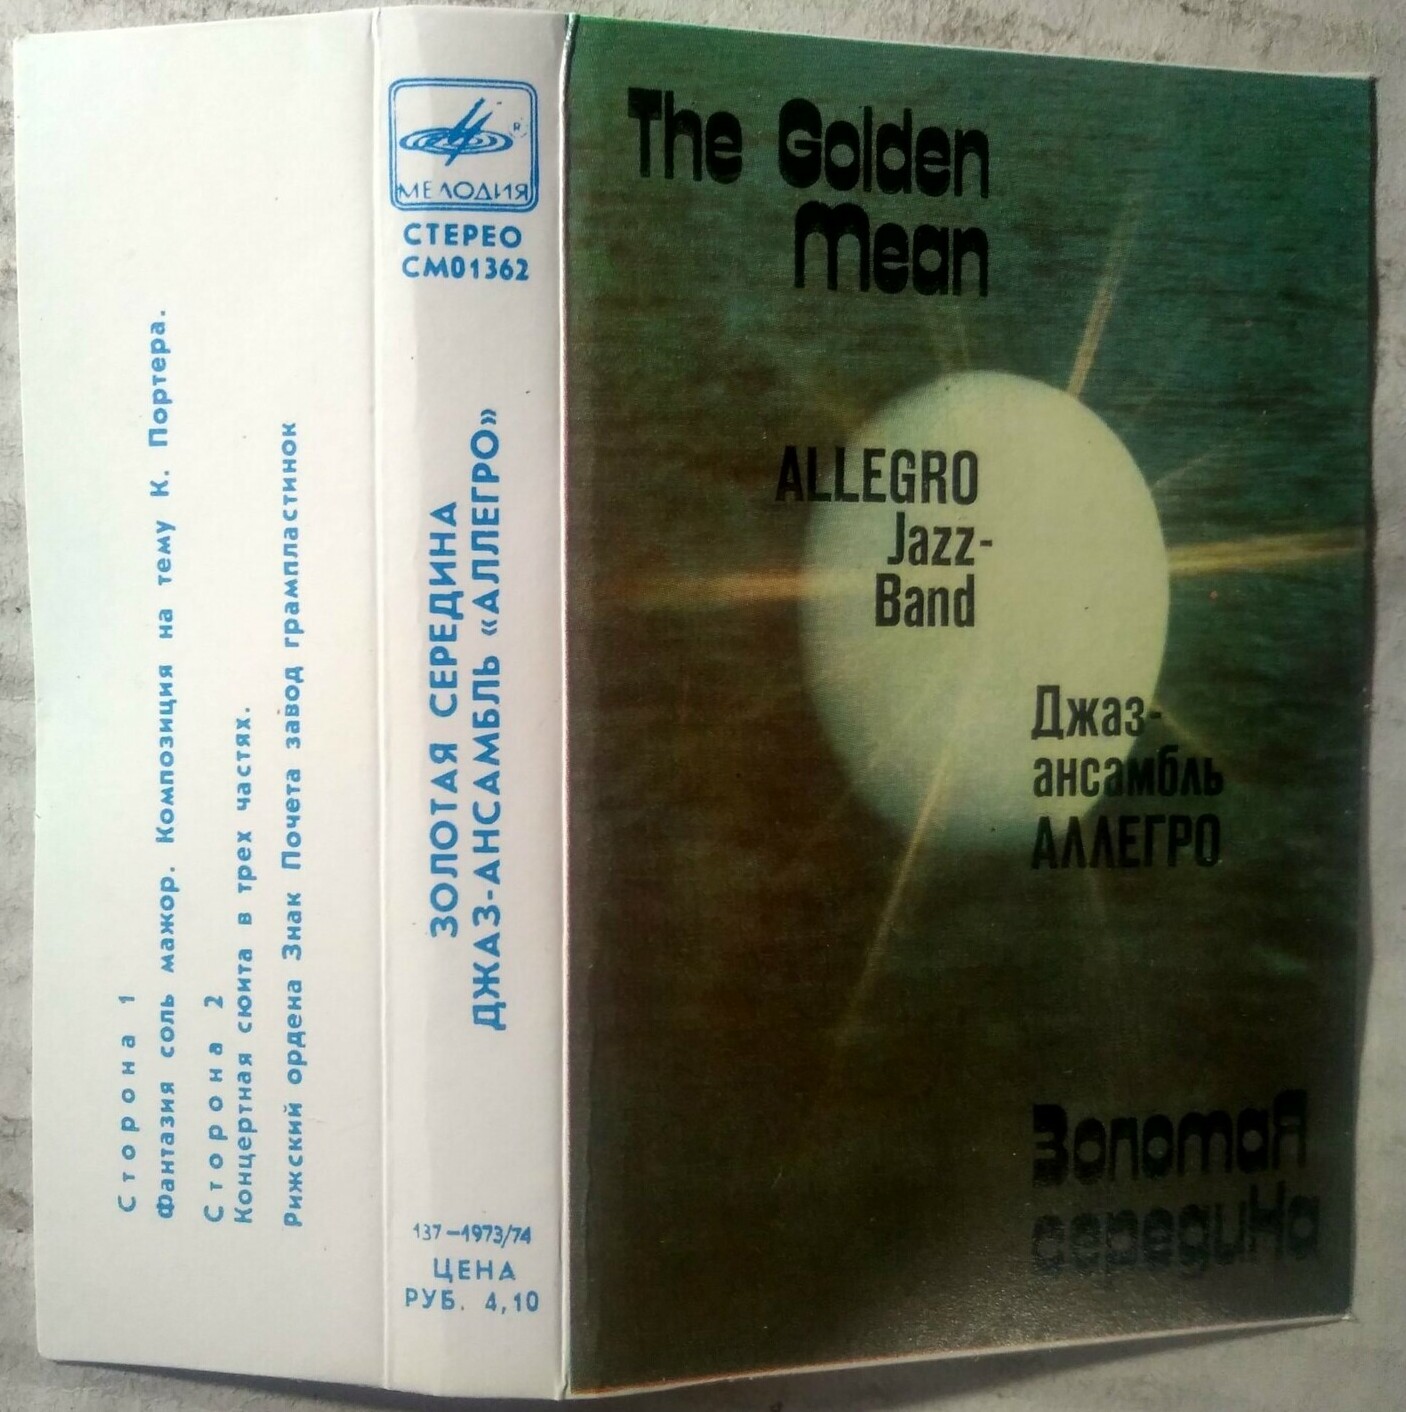 Сторона 1
Фантазия соль мажор. Композиция на тему К. Портера.
Сторона 2
Концертная сюита в трех частях.
Рижский ордена Знак Почета завод грампластинок
R
МЕЛОДИЯ
СТЕРЕО
СМ01362
ЗОЛОТАЯ СЕРЕДИНА
ДЖАЗ-АНСАМБЛЬ «АЛЛЕГРО»
137-1973/74
ЦЕНА
РУБ. 4,10
The Golden
Mean
ALLEGRO
Jazz-
Band
Джаз-
ансамбль
АЛЛЕГРО
Золотая
середина